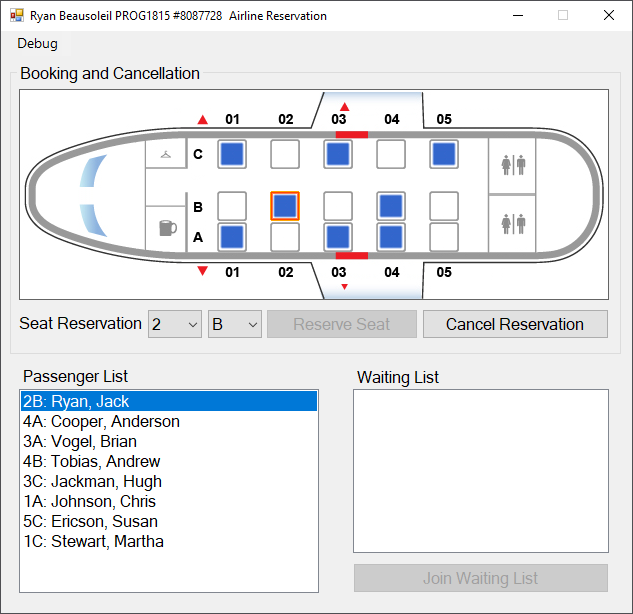 Ryan Beausoleil PROG1815 #8087728 Airline Reservation
Debug
Booking and Cancellation
01 02 03 04 05
C
B
A
01 02 03 04 05
Seat Reservation 2 B Reserve Seat Cancel Reservation
Passenger List
2B: Ryan, Jack
4A: Cooper, Anderson
3A: Vogel, Brian
4B: Tobias, Andrew
3C: Jackman, Hugh
1A: Johnson, Chris
5C: Ericson, Susan
1C: Stewart, Martha
Waiting List
Join Waiting List